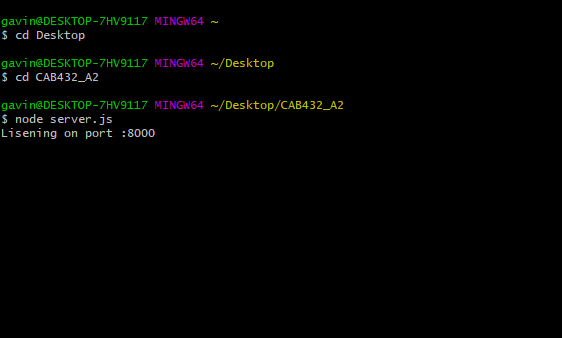 gavin@DESKTOP-7HV9117 MINGW64 ~
$ cd Desktop
gavin@DESKTOP-7HV9117 MINGW64 ~/Desktop
$ cd CAB432_A2
gavin@DESKTOP-7HV9117 MINGW64 ~/Desktop/CAB432_A2
$ node server.js
Lisening on port :8000